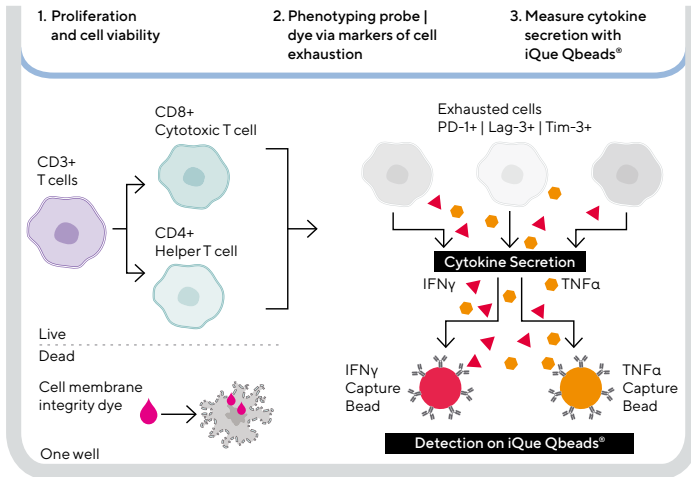 1. Proliferation
and cell viability
2. Phenotyping probe |
dye via markers of cell
exhaustion
3. Measure cytokine
secretion with
iQue Qbeads®
CD3+
T cells
CD8+
Cytotoxic T cell
CD4+
Helper T cell
Live
Dead
Cell membrane
integrity dye
One well
Exhausted cells
PD-1+ | Lag-3+ | Tim-3+
Cytokine Secretion
IFNγ
TNFα
IFNγ
Capture
Bead
TNFα
Capture
Bead
Detection on iQue Qbeads®